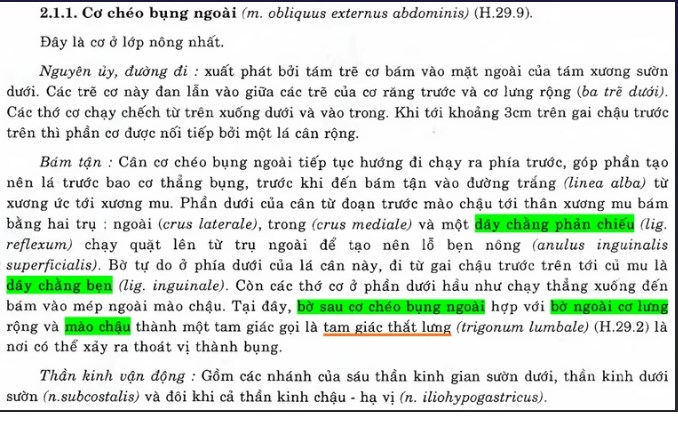 2.1.1. Cơ chéo bụng ngoài (m. obliquus externus abdominis) (H.29.9).
Đây là cơ ở lớp nông nhất.
Nguyên ủy, đường đi : xuất phát bởi tám trẽ cơ bám vào mặt ngoài của tám xương sườn
dưới. Các trẽ cơ này đan lẫn vào giữa các trẽ của cơ răng trước và cơ lưng rộng (ba trẽ dưới).
Các thớ cơ chạy chếch từ trên xuống dưới và vào trong. Khi tới khoảng 3cm trên gai chậu trước
trên thì phần cơ được nối tiếp bởi một lá cân rộng.
Bám tận : Cân cơ chéo bụng ngoài tiếp tục hướng đi chạy ra phía trước, góp phần tạo
nên lá trước bao cơ thẳng bụng, trước khi đến bám tận vào đường trắng (linea alba) từ
xương ức tới xương mu. Phần dưới của cân từ đoạn trước mào chậu tới thân xương mu bám
bằng hai trụ : ngoài (crus laterale), trong (crus mediale) và một dây chằng phản chiếu (lig.
reflexum) chạy quặt lên từ trụ ngoài để tạo nên lỗ bẹn nông (anulus inguinalis
superficialis). Bờ tự do ở phía dưới của lá cân này, đi từ gai chậu trước trên tới củ mu là
dây chằng bẹn (lig. inguinale). Còn các thớ cơ ở phần dưới hầu như chạy thẳng xuống đến
bám vào mép ngoài mào chậu. Tại đây, bờ sau cơ chéo bụng ngoài hợp với bờ ngoài cơ lưng
rộng và mào chậu thành một tam giác gọi là tam giác thắt lưng (trigonum lumbale) (H.29.2) là
nơi có thể xảy ra thoát vị thành bụng.
Thần kinh vận động : Gồm các nhánh của sáu thần kinh gian sườn dưới, thần kinh dưới
sườn (n.subcostalis) và đôi khi cả thần kinh chậu - hạ vị (n. iliohypogastricus).